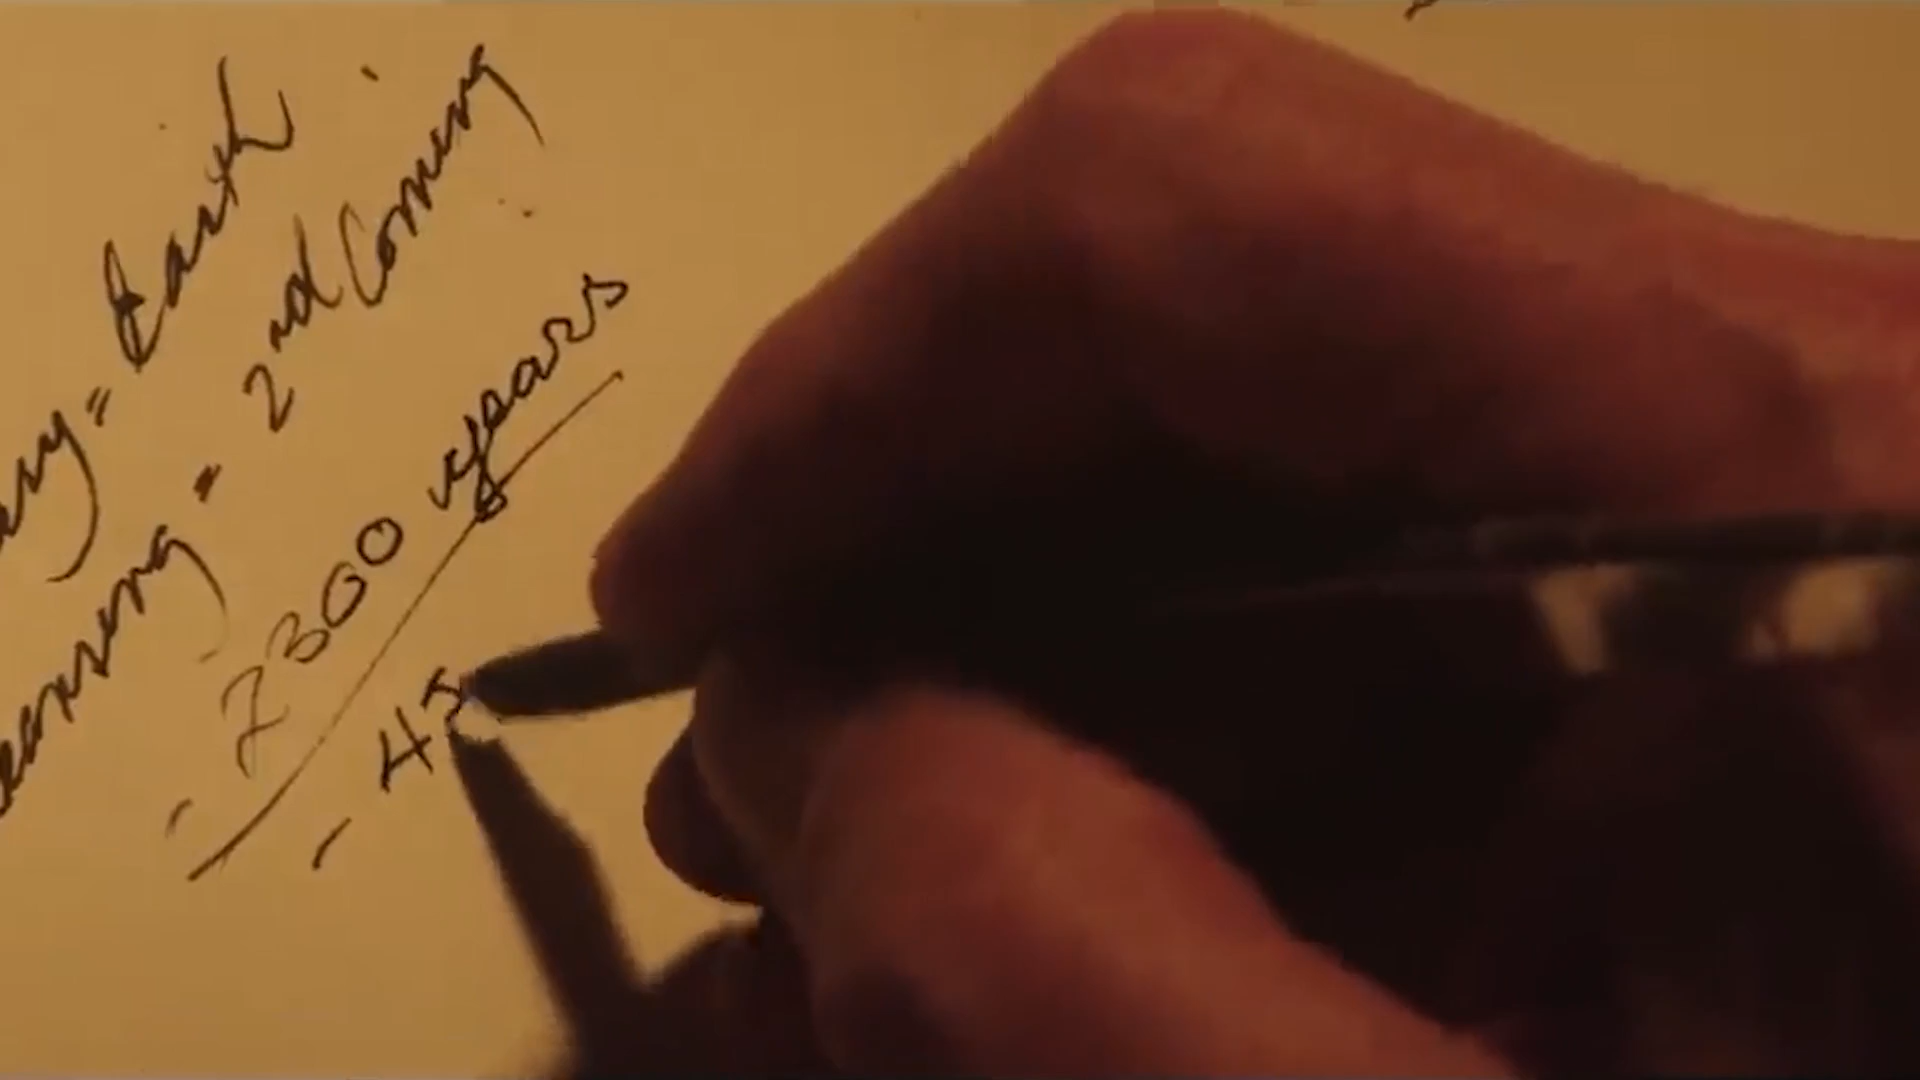 = Earth
= 2nd Coming
- 2300 years
- 45